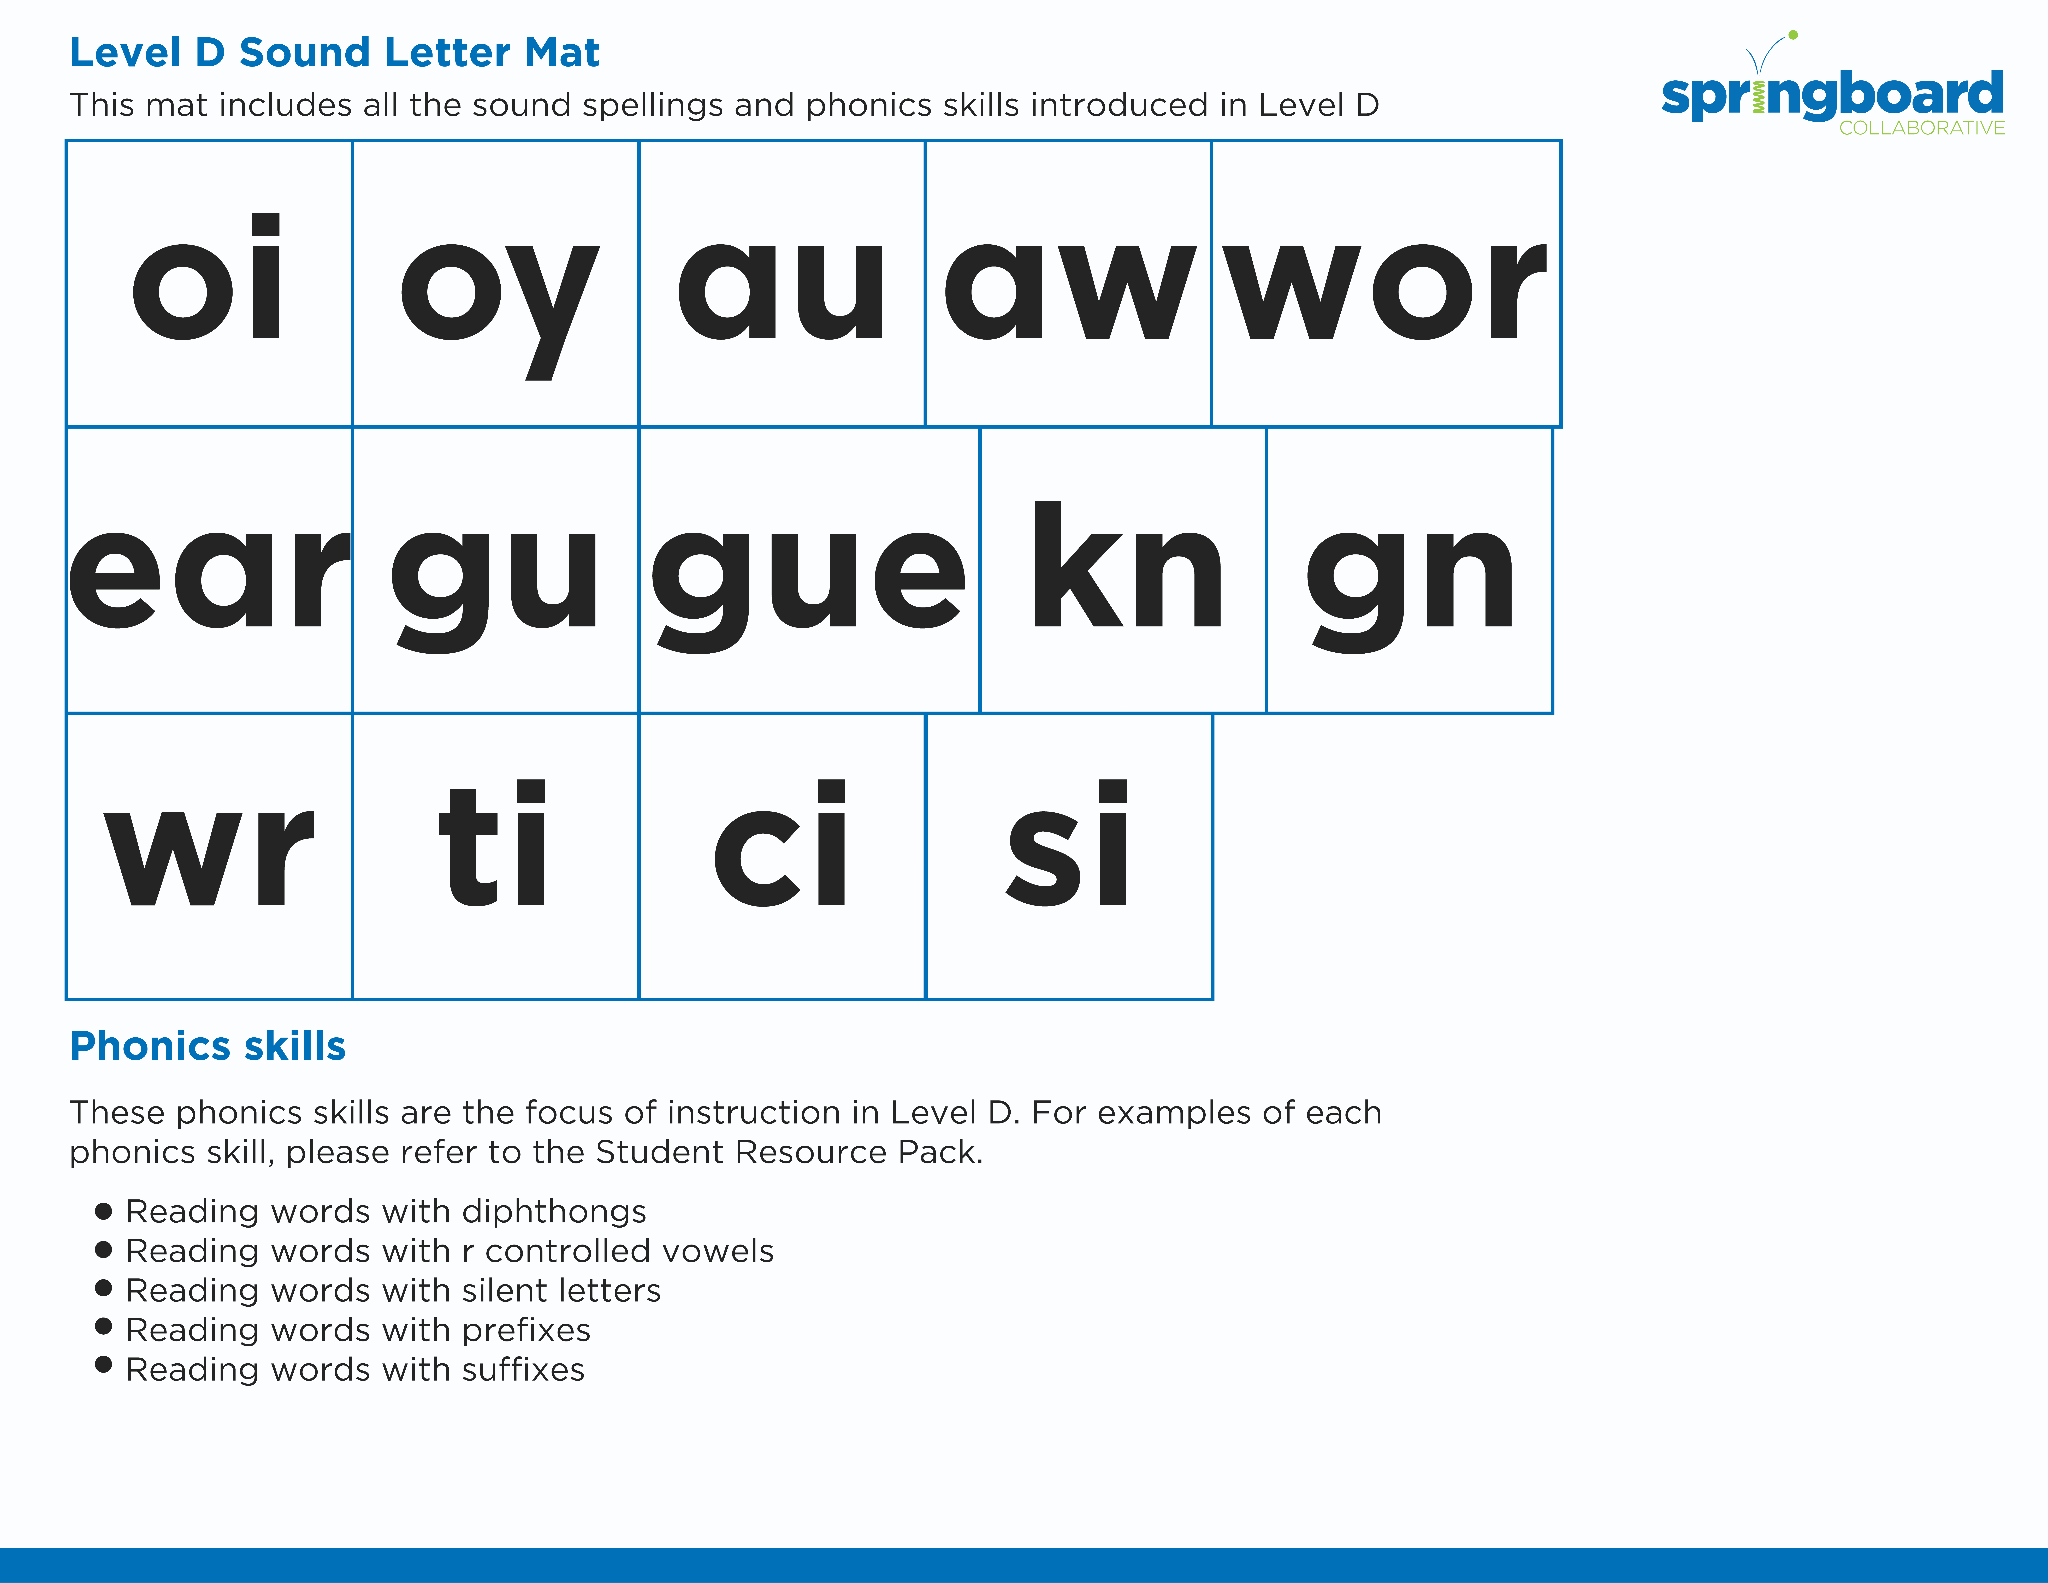 Level D Sound Letter Mat
This mat includes all the sound spellings and phonics skills introduced in Level D
springboard
COLLABORATIVE
oi oy au aw wor
ear gu gue kn gn
wr ti ci si
Phonics skills
These phonics skills are the focus of instruction in Level D. For examples of each
phonics skill, please refer to the Student Resource Pack.
● Reading words with diphthongs
● Reading words with r controlled vowels
● Reading words with silent letters
● Reading words with prefixes
● Reading words with suffixes